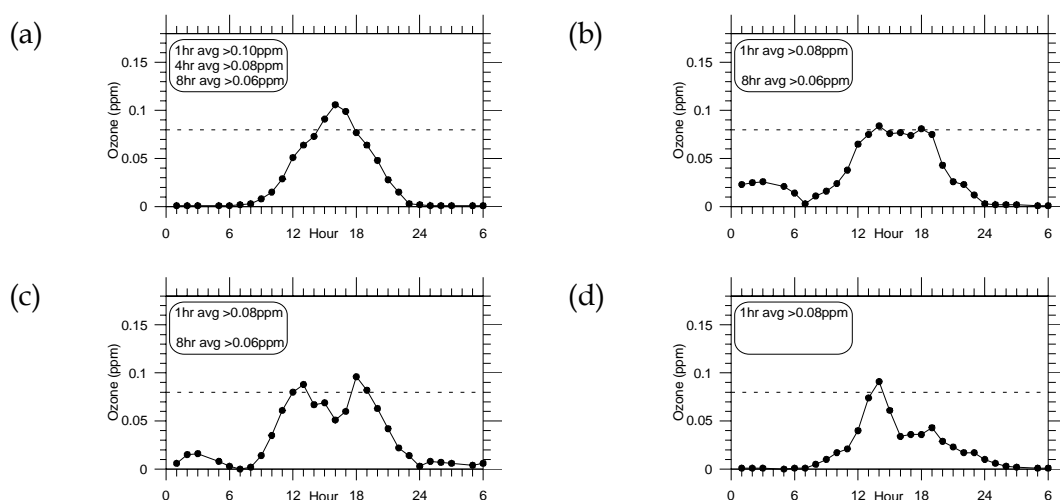 (a)
1hr avg >0.10ppm
4hr avg >0.08ppm
8hr avg >0.06ppm
Ozone (ppm)
0.15
0.1
0.05
0
0 6 12 Hour 18 24 6
(b)
1hr avg >0.08ppm
8hr avg >0.06ppm
Ozone (ppm)
0.15
0.1
0.05
0
0 6 12 Hour 18 24 6
(c)
1hr avg >0.08ppm
8hr avg >0.06ppm
Ozone (ppm)
0.15
0.1
0.05
0
0 6 12 Hour 18 24 6
(d)
1hr avg >0.08ppm
Ozone (ppm)
0.15
0.1
0.05
0
0 6 12 Hour 18 24 6